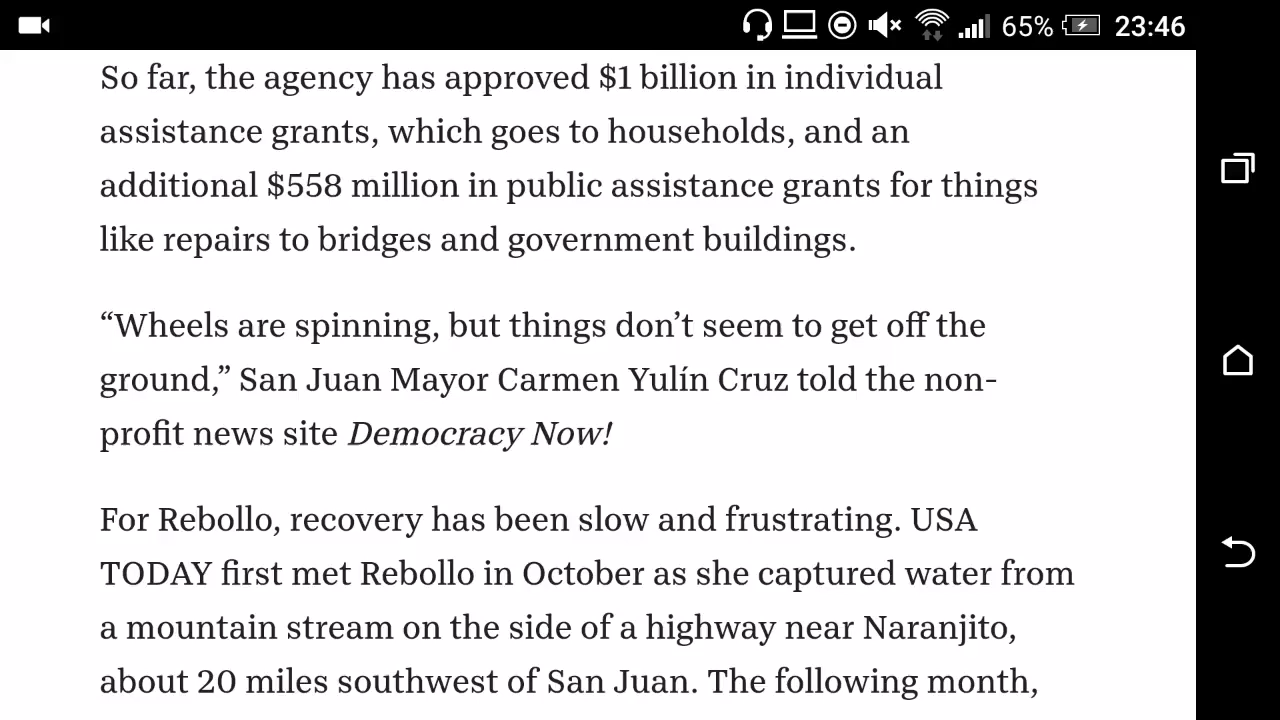 65% 23:46
So far, the agency has approved $1 billion in individual
assistance grants, which goes to households, and an
additional $558 million in public assistance grants for things
like repairs to bridges and government buildings.
“Wheels are spinning, but things don’t seem to get off the
ground,” San Juan Mayor Carmen Yulín Cruz told the non-
profit news site Democracy Now!
For Rebollo, recovery has been slow and frustrating. USA
TODAY first met Rebollo in October as she captured water from
a mountain stream on the side of a highway near Naranjito,
about 20 miles southwest of San Juan. The following month,